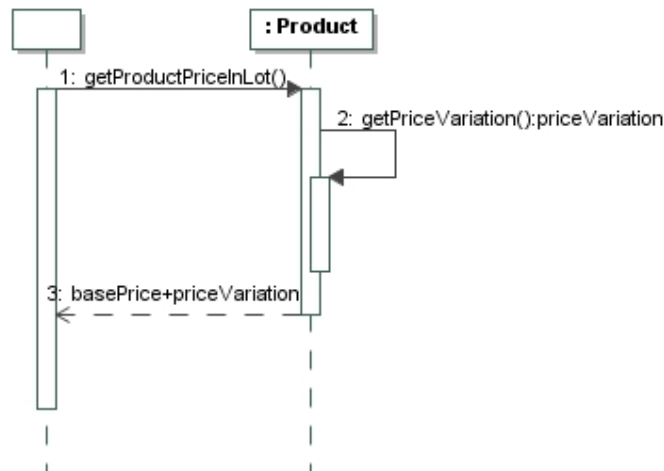 : Product
1: getProductPriceInLot()
2: getPriceVariation():priceVariation
3: basePrice+priceVariation